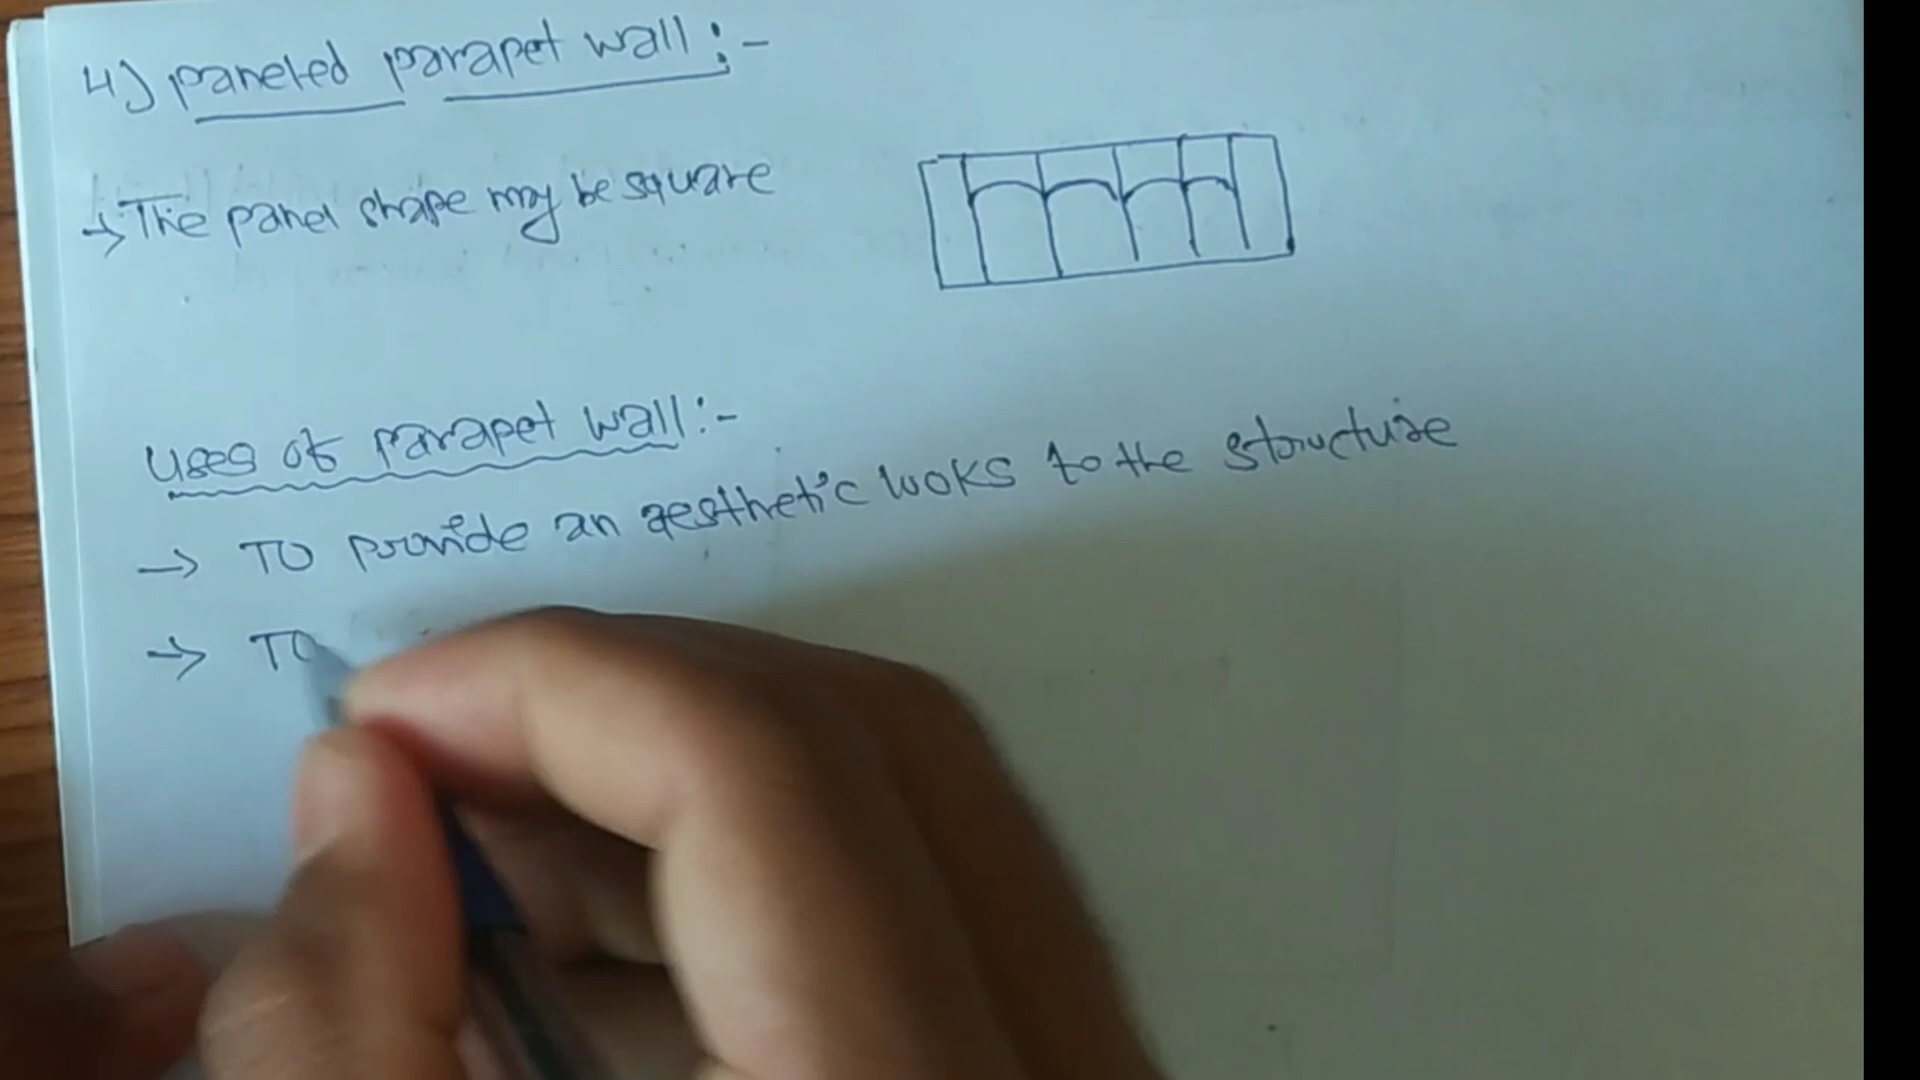 4) paneled parapet wall :-
→ The panel shape may be square
Uses of parapet wall :-
→ TO provide an aesthetic looks to the structure
→ TO